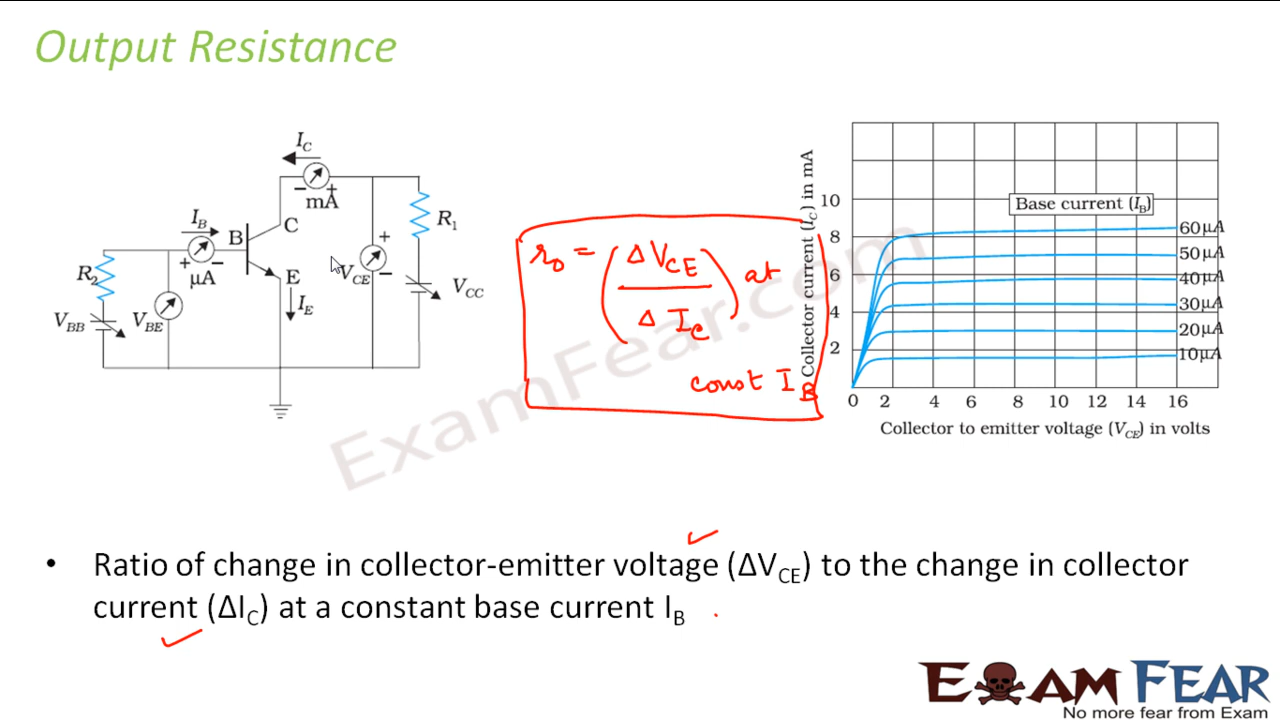 Output Resistance
I_C
mA
I_B
B
C
μA
E
I_E
R_2
V_BB
V_BE
V_CE
R_1
V_CC
r_o = (ΔV_CE / ΔI_C) at
const I_B
Collector current (I_C) in mA
10
8
6
4
2
Base current (I_B)
60μA
50μA
40μA
30μA
20μA
10μA
0 2 4 6 8 10 12 14 16
Collector to emitter voltage (V_CE) in volts
ExamFear.com
• Ratio of change in collector-emitter voltage (ΔV_CE) to the change in collector
current (ΔI_C) at a constant base current I_B
EXAM FEAR
No more fear from Exam